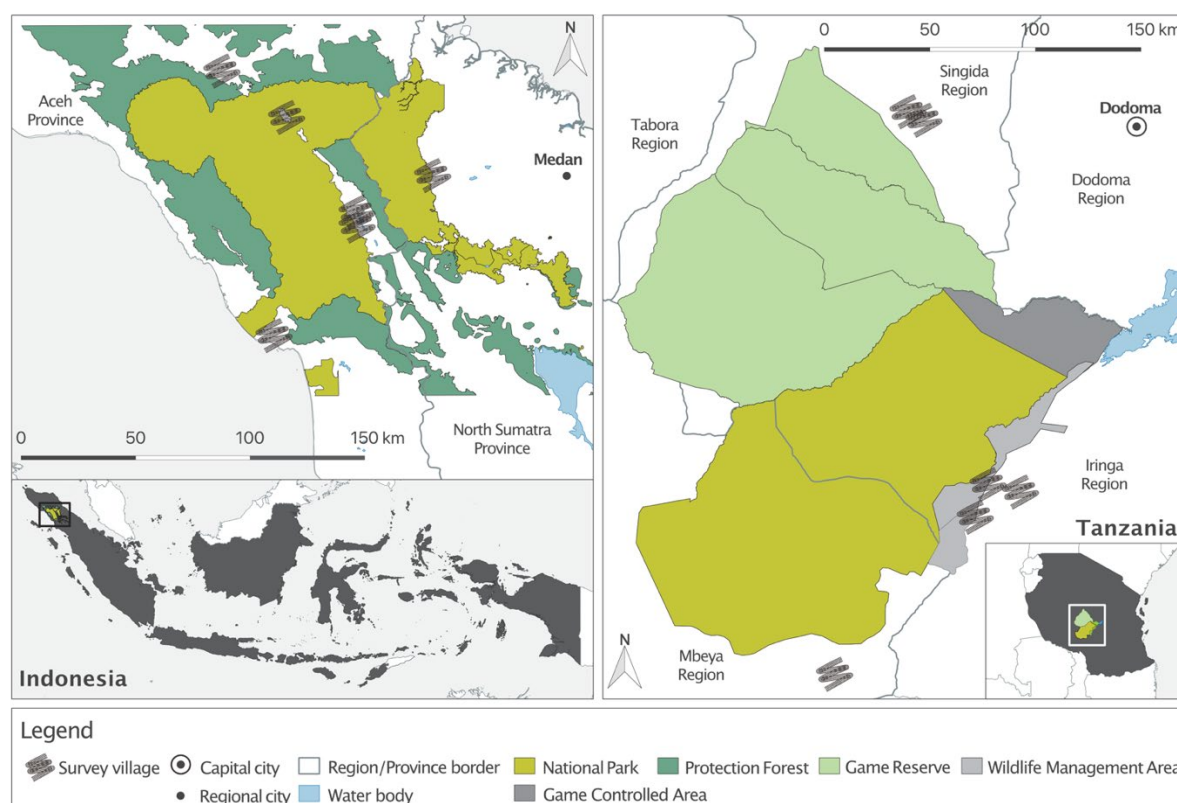 N
Aceh
Province
Medan
0 50 100 150 km
North Sumatra
Province
Indonesia
0 50 100 150 km
Singida
Region
Dodoma
Tabora
Region
Dodoma
Region
Iringa
Region
Tanzania
N
Mbeya
Region
Legend
Survey village Capital city Region/Province border National Park Protection Forest Game Reserve Wildlife Management Area
Regional city Water body Game Controlled Area